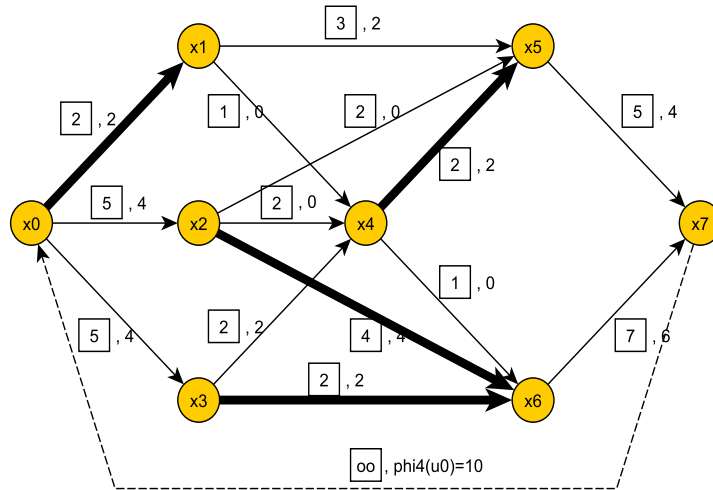 3 , 2
x1
x5
2 , 2
1 , 0
2 , 0
5 , 4
2 , 2
x0
5 , 4
x2
2 , 0
x4
x7
5 , 4
2 , 2
4 , 4
1 , 0
7 , 6
x3
2 , 2
x6
oo , phi4(u0)=10